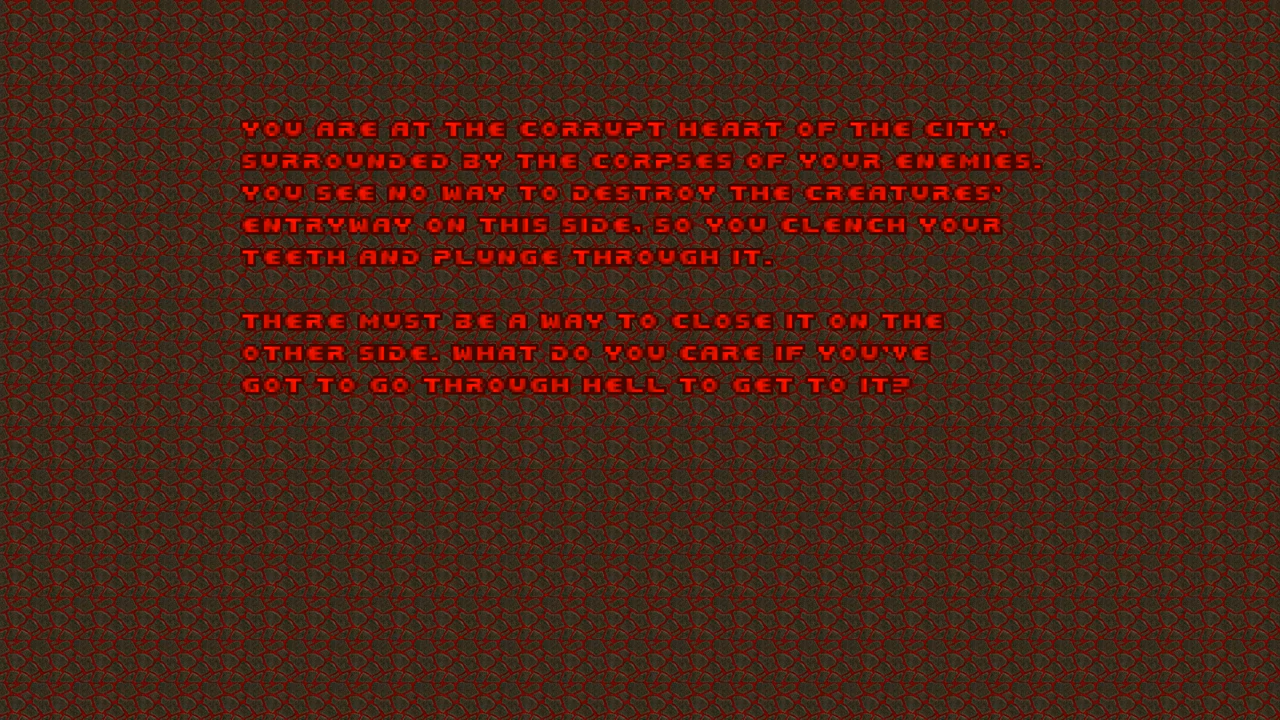 YOU ARE AT THE CORRUPT HEART OF THE CITY,
SURROUNDED BY THE CORPSES OF YOUR ENEMIES.
YOU SEE NO WAY TO DESTROY THE CREATURES'
ENTRYWAY ON THIS SIDE, SO YOU CLENCH YOUR
TEETH AND PLUNGE THROUGH IT.
THERE MUST BE A WAY TO CLOSE IT ON THE
OTHER SIDE. WHAT DO YOU CARE IF YOU'VE
GOT TO GO THROUGH HELL TO GET TO IT?